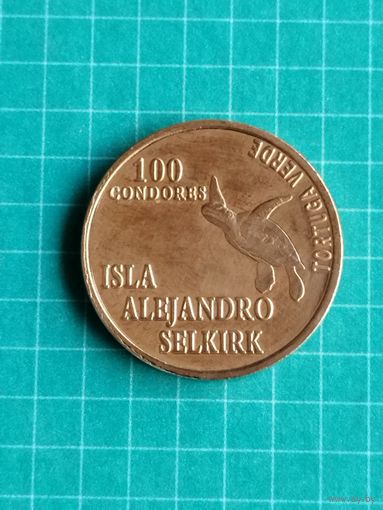 100
CONDORES
TORTUGA VERDE
ISLA
ALEJANDRO
SELKIRK